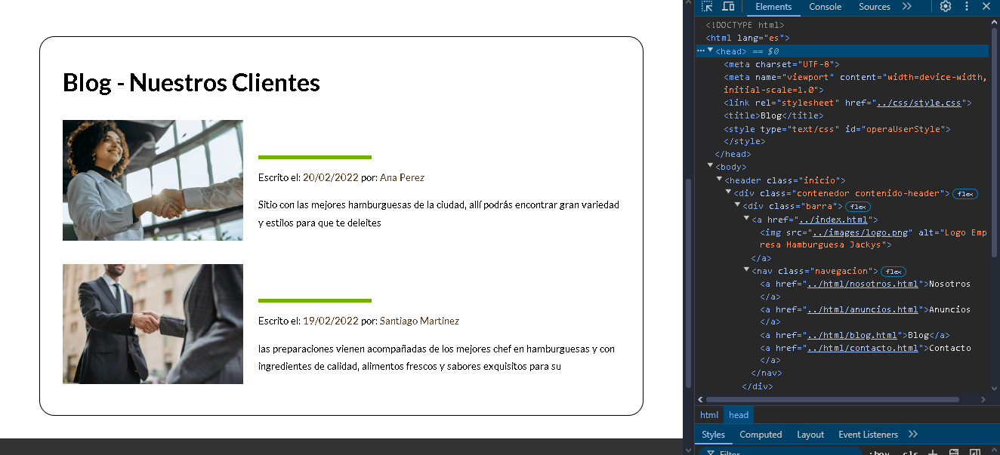 Blog - Nuestros Clientes
Escrito el: 20/02/2022 por: Ana Perez
Sitio con las mejores hamburguesas de la ciudad, allí podrás encontrar gran variedad
y estilos para que te deleites
Escrito el: 19/02/2022 por: Santiago Martinez
las preparaciones vienen acompañadas de los mejores chef en hamburguesas y con
ingredientes de calidad, alimentos frescos y sabores exquisitos para su
Elements Console Sources
<!DOCTYPE html>
<html lang="es">
<head> == $0
<meta charset="UTF-8">
<meta name="viewport" content="width=device-width,
initial-scale=1.0">
<link rel="stylesheet" href="../css/style.css">
<title>Blog</title>
<style type="text/css" id="operaUserStyle">
</style>
</head>
<body>
<header class="inicio">
<div class="contenedor contenido-header"> flex
<div class="barra"> flex
<a href="../index.html">
<img src="../images/logo.png" alt="Logo Emp
resa Hamburguesa Jackys">
</a>
<nav class="navegacion"> flex
<a href="../html/nosotros.html">Nosotros
</a>
<a href="../html/anuncios.html">Anuncios
</a>
<a href="../html/blog.html">Blog</a>
<a href="../html/contacto.html">Contacto
</a>
</nav>
</div>
html head
Styles Computed Layout Event Listeners
Filter :hov .cls